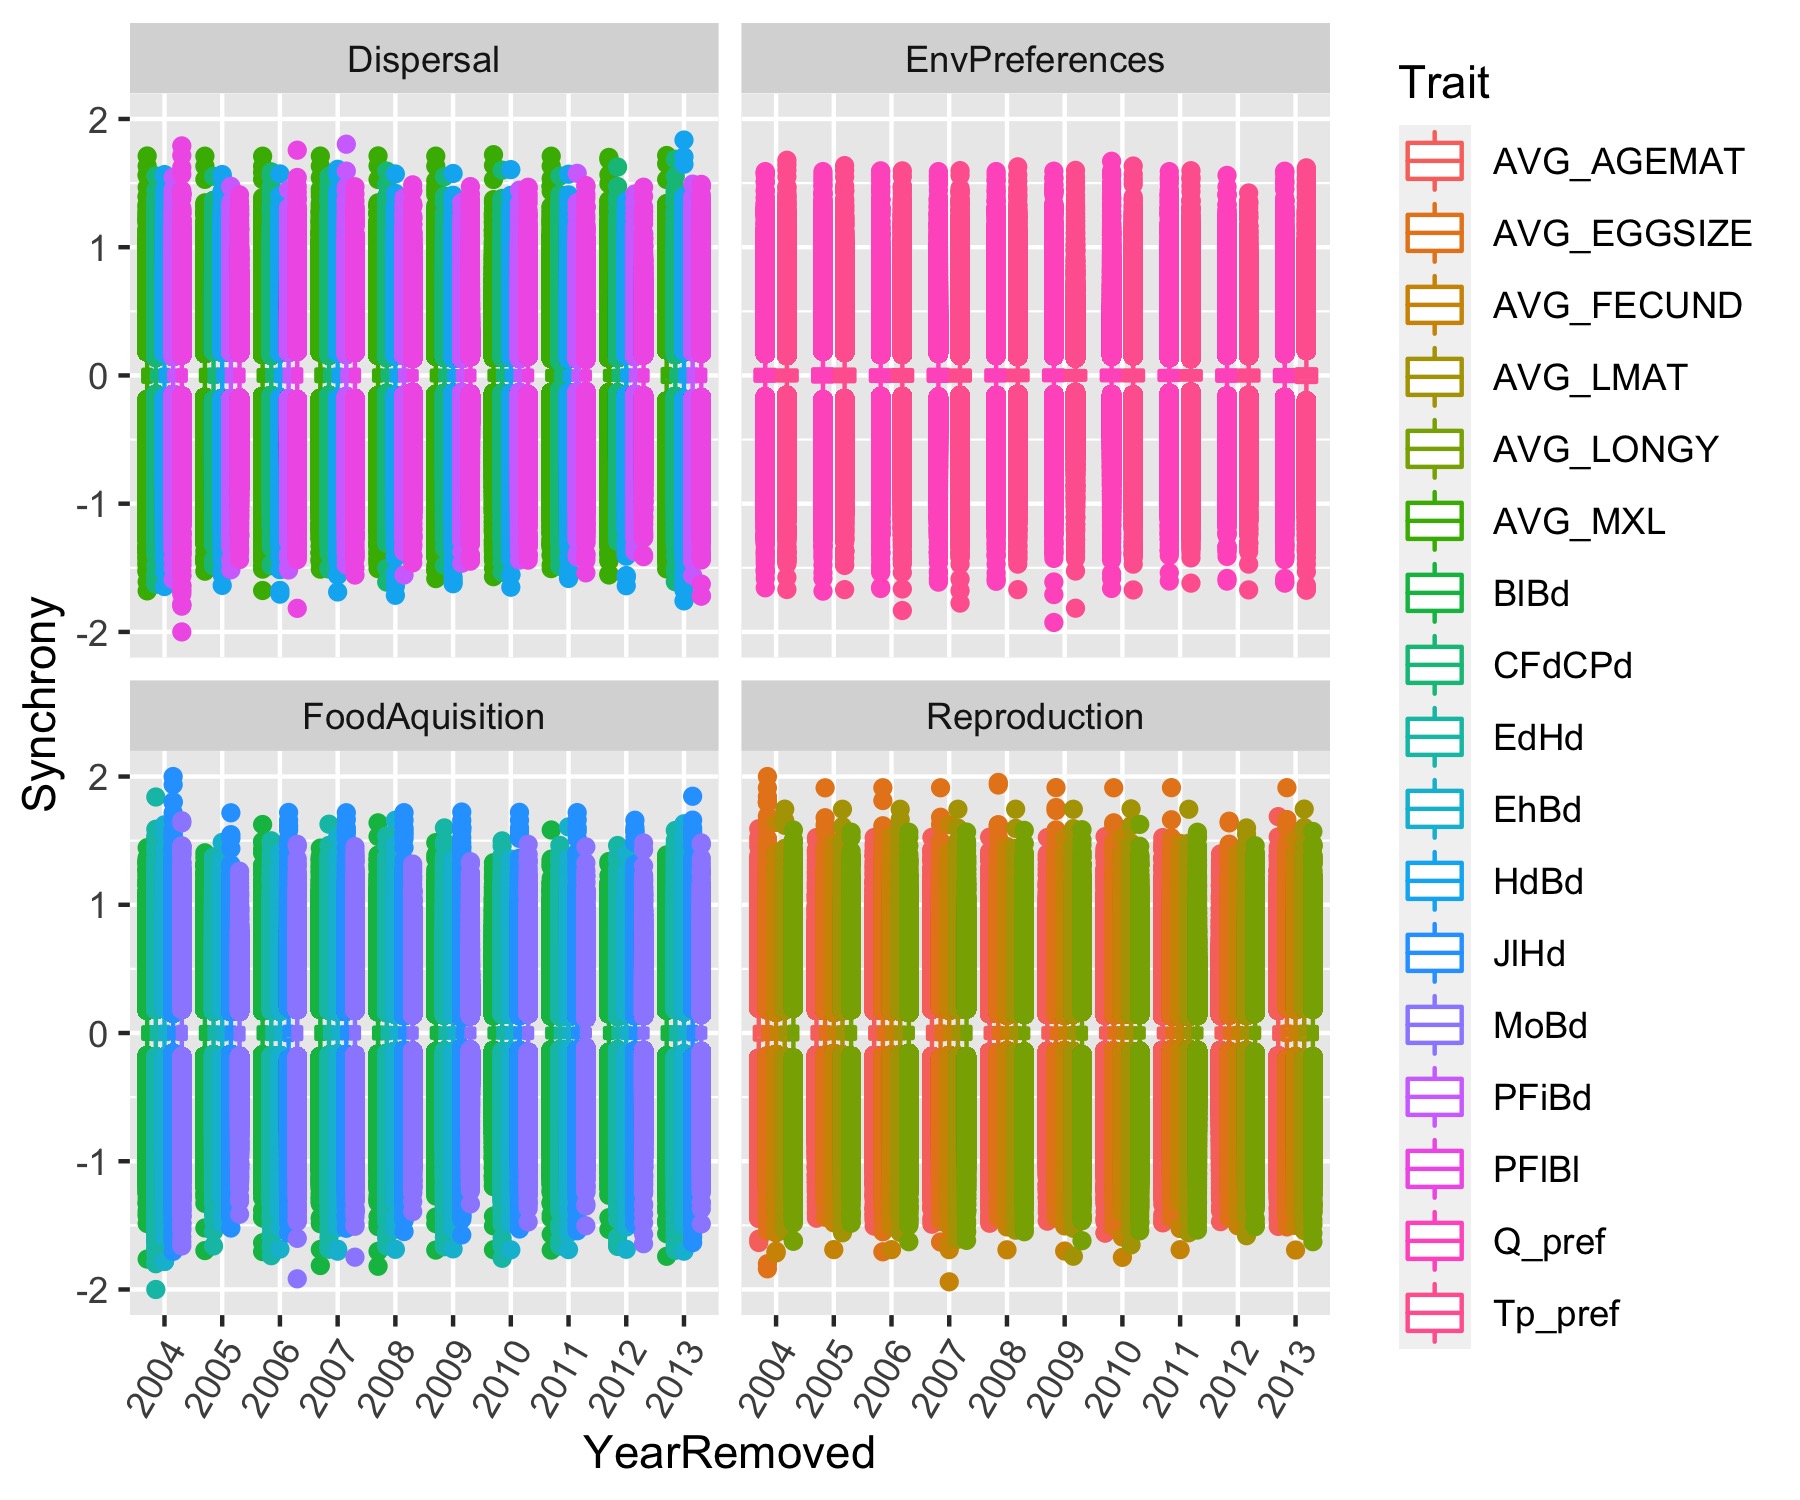 Dispersal
EnvPreferences
2
1
0
-1
-2
FoodAquisition
Reproduction
2
1
0
-1
-2
2004
2005
2006
2007
2008
2009
2010
2011
2012
2013
2004
2005
2006
2007
2008
2009
2010
2011
2012
2013
YearRemoved
Synchrony
Trait
AVG_AGEMAT
AVG_EGGSIZE
AVG_FECUND
AVG_LMAT
AVG_LONGY
AVG_MXL
BlBd
CFdCPd
EdHd
EhBd
HdBd
JlHd
MoBd
PFiBd
PFlBl
Q_pref
Tp_pref